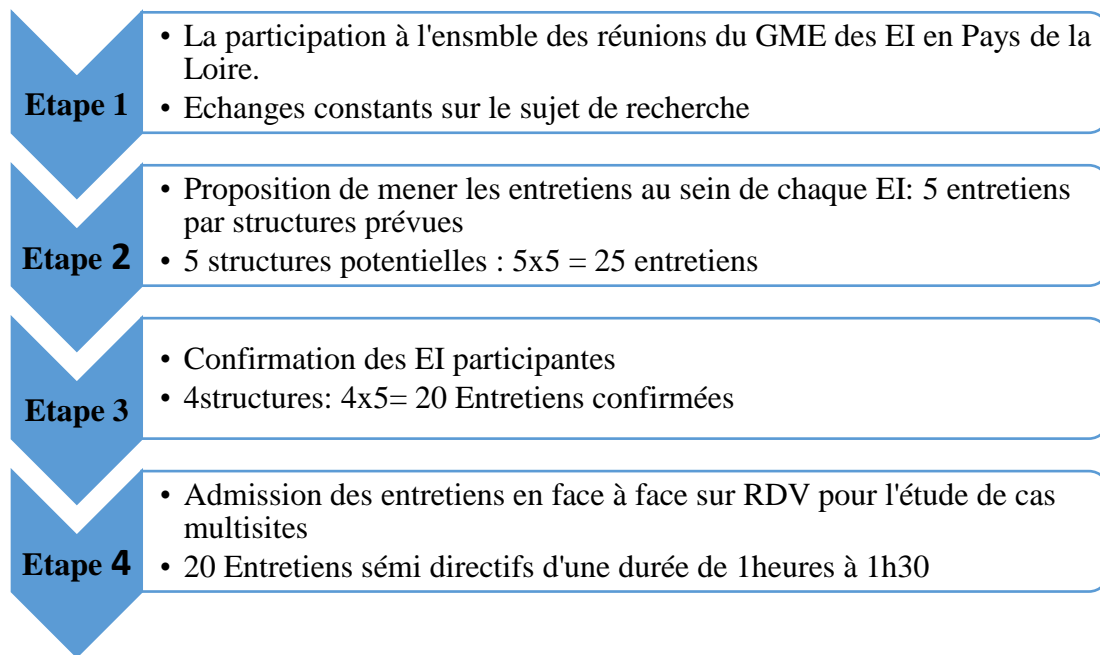 Etape 1
• La participation à l'ensmble des réunions du GME des EI en Pays de la
Loire.
• Echanges constants sur le sujet de recherche
Etape 2
• Proposition de mener les entretiens au sein de chaque EI: 5 entretiens
par structures prévues
• 5 structures potentielles : 5x5 = 25 entretiens
Etape 3
• Confirmation des EI participantes
• 4structures: 4x5= 20 Entretiens confirmées
Etape 4
• Admission des entretiens en face à face sur RDV pour l'étude de cas
multisites
• 20 Entretiens sémi directifs d'une durée de 1heures à 1h30